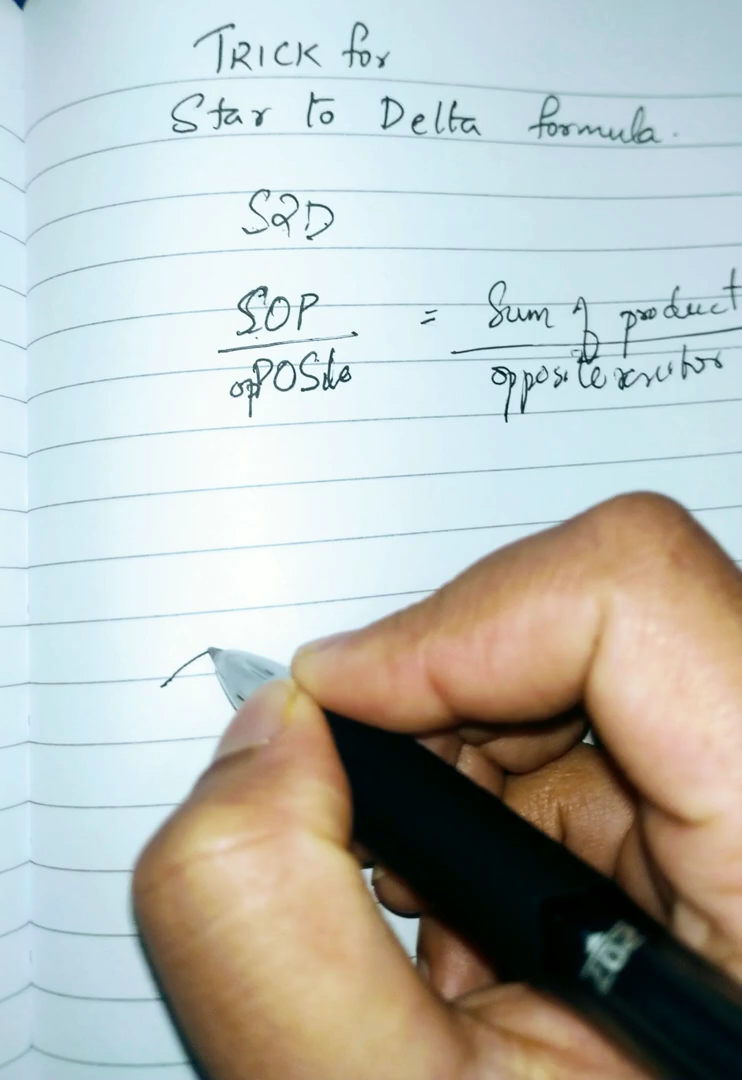 TRICK for
Star to Delta formula.
S2D
SOP = Sum of product
opPOSite opposite resistor